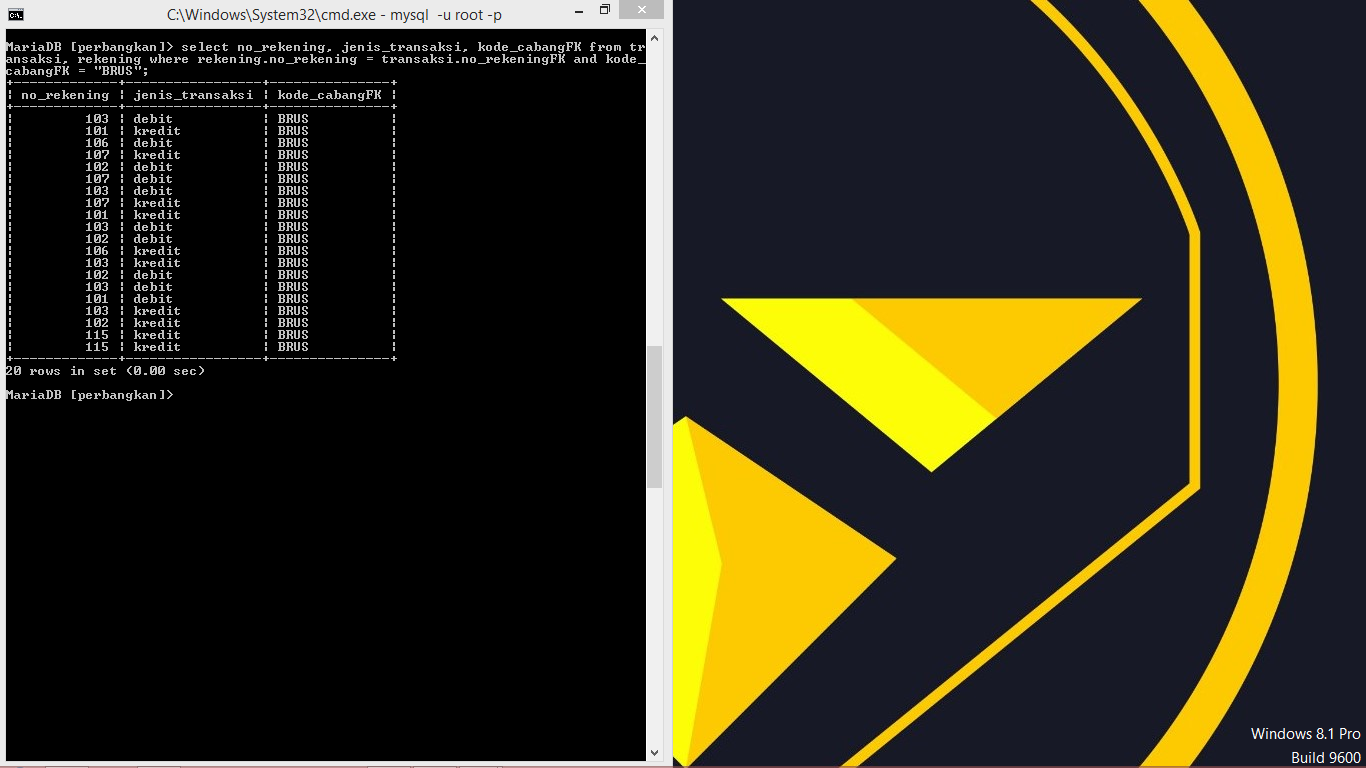 C:\Windows\System32\cmd.exe - mysql  -u root -p
MariaDB [perbangkan]> select no_rekening, jenis_transaksi, kode_cabangFK from tr
ansaksi, rekening where rekening.no_rekening = transaksi.no_rekeningFK and kode_
cabangFK = "BRUS";
+-------------+-----------------+---------------+
| no_rekening | jenis_transaksi | kode_cabangFK |
+-------------+-----------------+---------------+
|         103 | debit           | BRUS          |
|         101 | kredit          | BRUS          |
|         106 | debit           | BRUS          |
|         107 | kredit          | BRUS          |
|         102 | debit           | BRUS          |
|         107 | debit           | BRUS          |
|         103 | debit           | BRUS          |
|         107 | kredit          | BRUS          |
|         101 | kredit          | BRUS          |
|         103 | debit           | BRUS          |
|         102 | debit           | BRUS          |
|         106 | kredit          | BRUS          |
|         103 | kredit          | BRUS          |
|         102 | debit           | BRUS          |
|         103 | debit           | BRUS          |
|         101 | debit           | BRUS          |
|         103 | kredit          | BRUS          |
|         102 | kredit          | BRUS          |
|         115 | kredit          | BRUS          |
|         115 | kredit          | BRUS          |
+-------------+-----------------+---------------+
20 rows in set (0.00 sec)
MariaDB [perbangkan]>
Windows 8.1 Pro
Build 9600